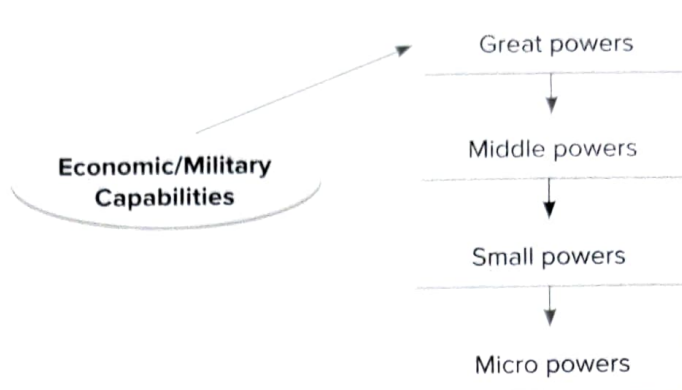 Great powers
Middle powers
Economic/Military
Capabilities
Small powers
Micro powers